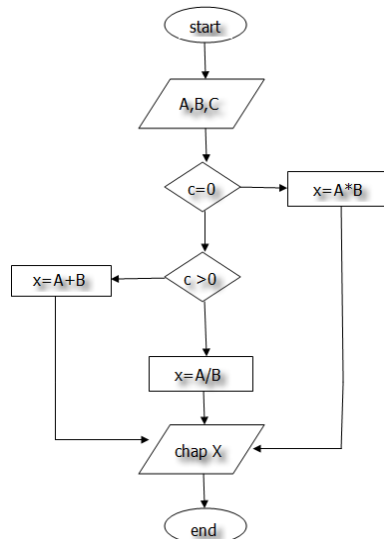 start
A,B,C
c=0
x=A*B
c >0
x=A+B
x=A/B
chap X
end